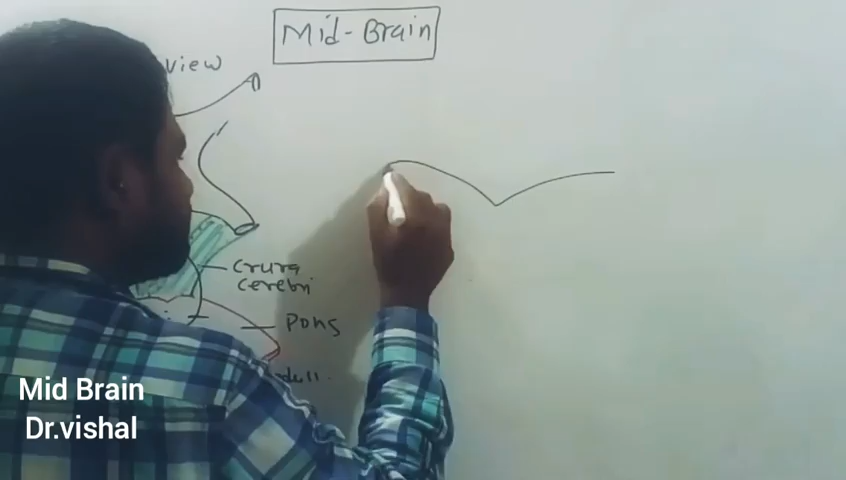 Mid-Brain
view
Crura
cerebri
Pons
Mid Brain
Dr.vishal